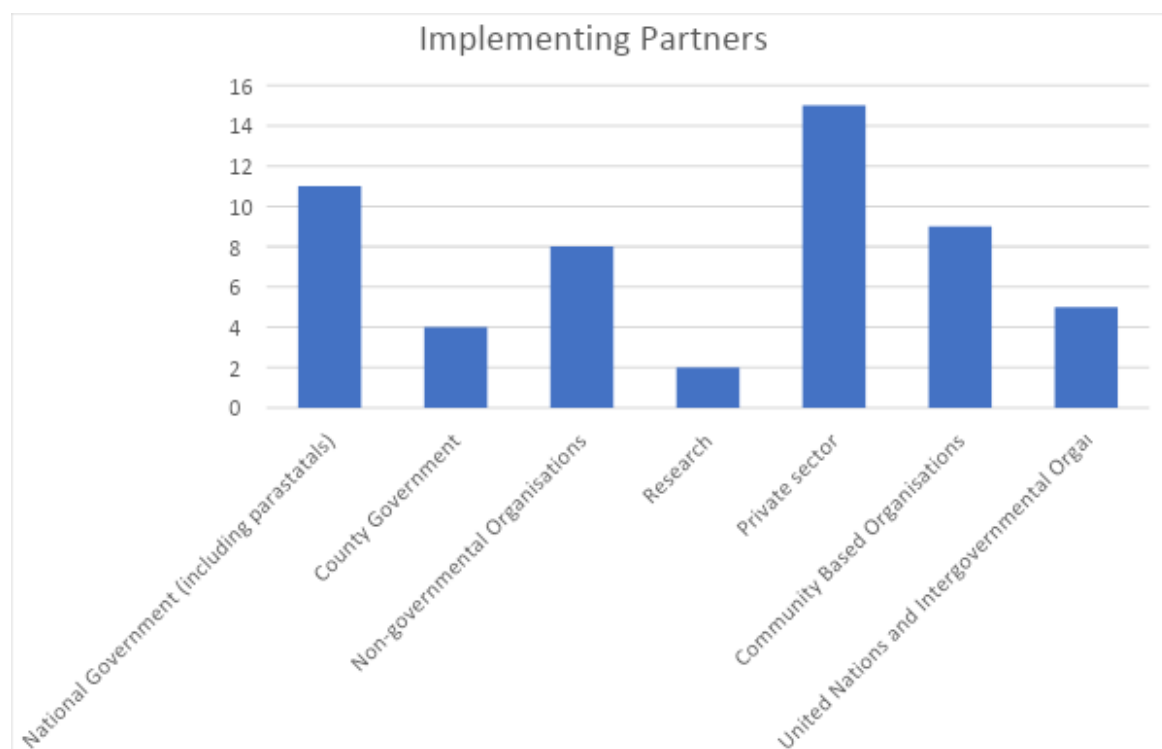 Implementing Partners
16
14
12
10
8
6
4
2
0
National Government (including parastatals)
County Government
Non-governmental Organisations
Research
Private sector
Community Based Organisations
United Nations and Intergovernmental Orgai